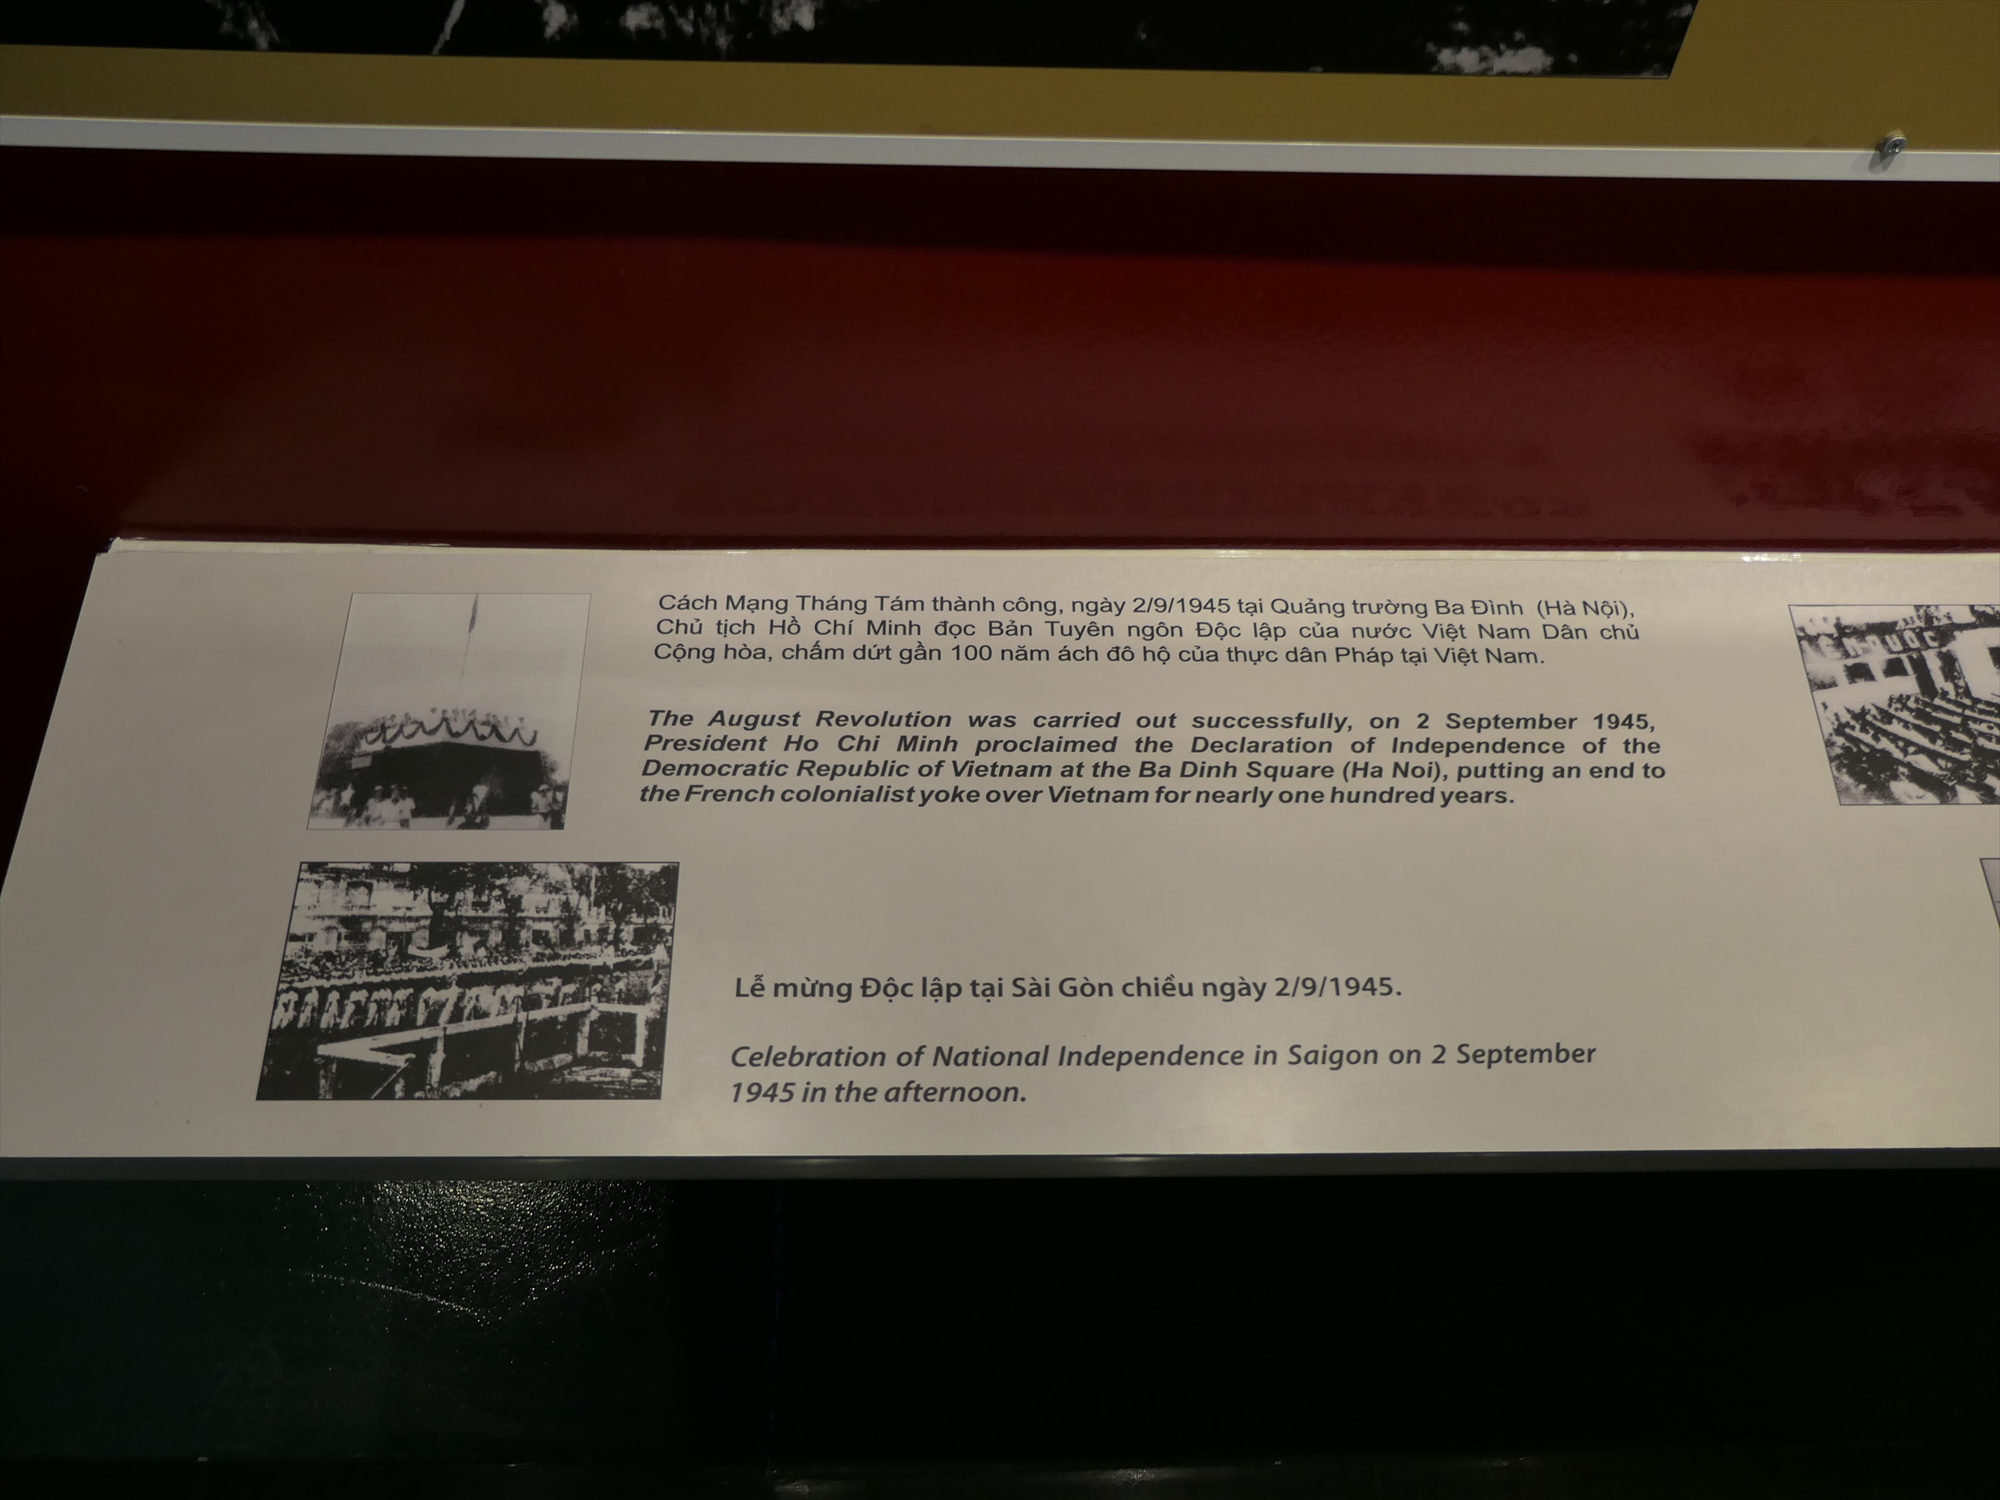 Cách Mạng Tháng Tám thành công, ngày 2/9/1945 tại Quảng trường Ba Đình (Hà Nội),
Chủ tịch Hồ Chí Minh đọc Bản Tuyên ngôn Độc lập của nước Việt Nam Dân chủ
Cộng hòa, chấm dứt gần 100 năm ách đô hộ của thực dân Pháp tại Việt Nam.
The August Revolution was carried out successfully, on 2 September 1945,
President Ho Chi Minh proclaimed the Declaration of Independence of the
Democratic Republic of Vietnam at the Ba Dinh Square (Ha Noi), putting an end to
the French colonialist yoke over Vietnam for nearly one hundred years.
Lễ mừng Độc lập tại Sài Gòn chiều ngày 2/9/1945.
Celebration of National Independence in Saigon on 2 September
1945 in the afternoon.